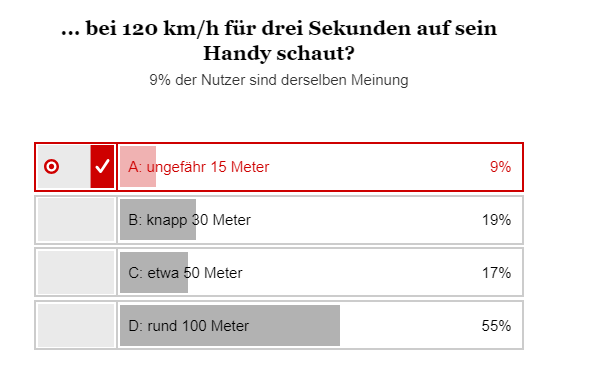 ... bei 120 km/h für drei Sekunden auf sein
Handy schaut?
9% der Nutzer sind derselben Meinung
A: ungefähr 15 Meter 9%
B: knapp 30 Meter 19%
C: etwa 50 Meter 17%
D: rund 100 Meter 55%